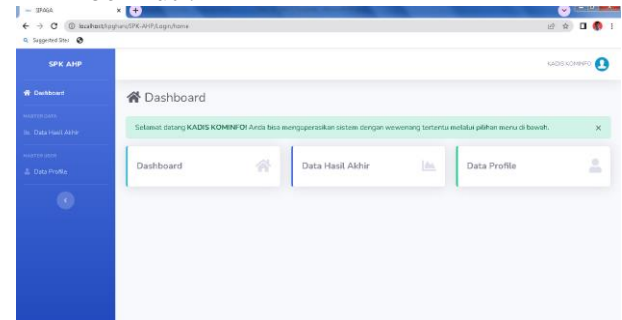 SIPAGA
localhost/spghars/SPK-AHP/Login/home
Suggested Sites
SPK AHP
KADIS KOMINFO
Dashboard
Dashboard
MASTER DATA
Data Hasil Akhir
MASTER USER
Data Profile
Selamat datang KADIS KOMINFO! Anda bisa mengoperasikan sistem dengan wewenang tertentu melalui pilihan menu di bawah.
Dashboard
Data Hasil Akhir
Data Profile